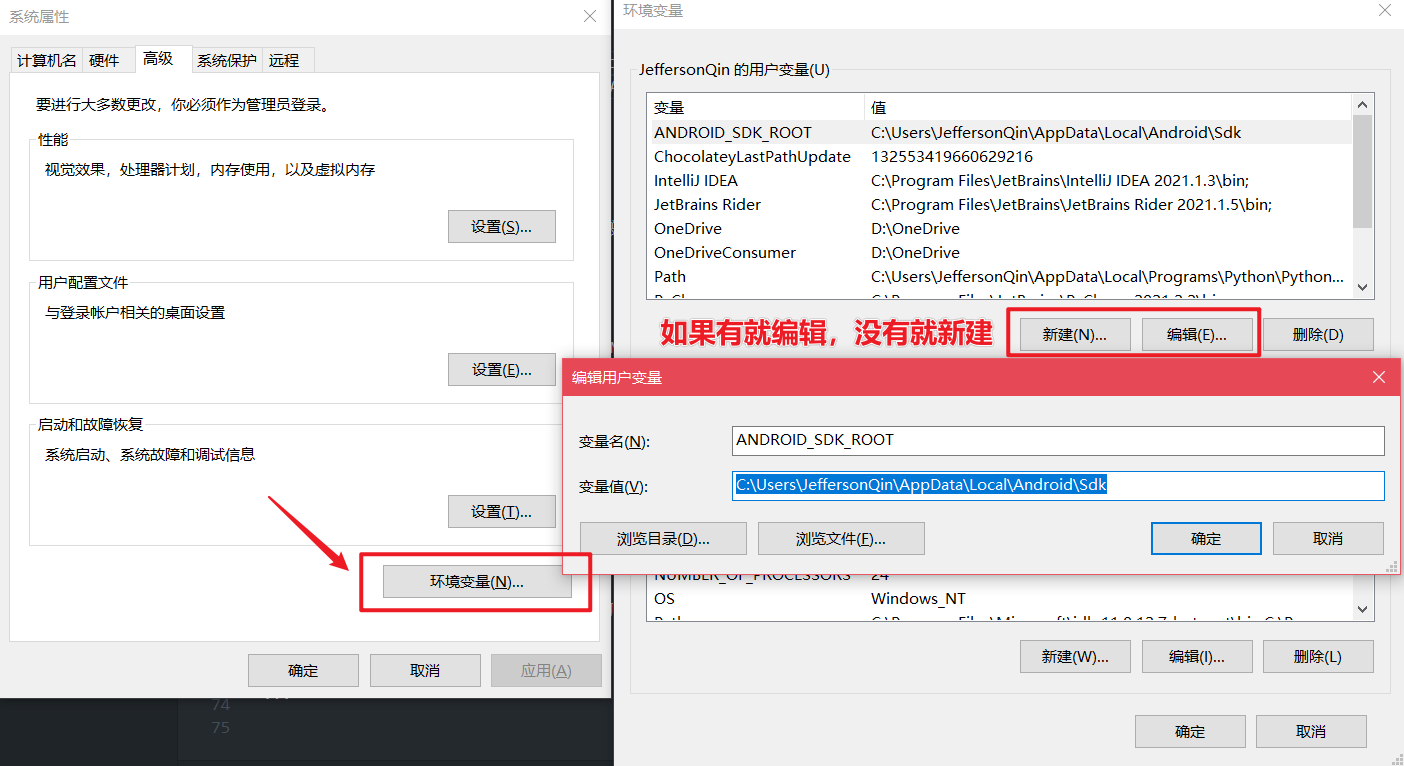 系统属性
计算机名 硬件 高级 系统保护 远程
要进行大多数更改，你必须作为管理员登录。
性能
视觉效果，处理器计划，内存使用，以及虚拟内存
设置(S)...
用户配置文件
与登录帐户相关的桌面设置
设置(E)...
启动和故障恢复
系统启动、系统故障和调试信息
设置(T)...
环境变量(N)...
确定 取消 应用(A)
74
75
环境变量
JeffersonQin 的用户变量(U)
变量 值
ANDROID_SDK_ROOT C:\Users\JeffersonQin\AppData\Local\Android\Sdk
ChocolateyLastPathUpdate 132553419660629216
IntelliJ IDEA C:\Program Files\JetBrains\IntelliJ IDEA 2021.1.3\bin;
JetBrains Rider C:\Program Files\JetBrains\JetBrains Rider 2021.1.5\bin;
OneDrive D:\OneDrive
OneDriveConsumer D:\OneDrive
Path C:\Users\JeffersonQin\AppData\Local\Programs\Python\Python...
如果有就编辑，没有就新建
新建(N)... 编辑(E)... 删除(D)
编辑用户变量
变量名(N): ANDROID_SDK_ROOT
变量值(V): C:\Users\JeffersonQin\AppData\Local\Android\Sdk
浏览目录(D)... 浏览文件(F)... 确定 取消
NUMBER_OF_PROCESSORS 24
OS Windows_NT
新建(W)... 编辑(I)... 删除(L)
确定 取消